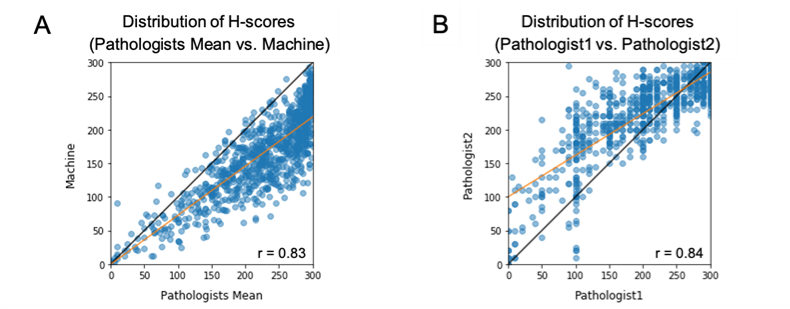 A
Distribution of H-scores
(Pathologists Mean vs. Machine)
300
250
200
150
100
50
0
Machine
r = 0.83
0 50 100 150 200 250 300
Pathologists Mean
B
Distribution of H-scores
(Pathologist1 vs. Pathologist2)
300
250
200
150
100
50
0
Pathologist2
r = 0.84
0 50 100 150 200 250 300
Pathologist1